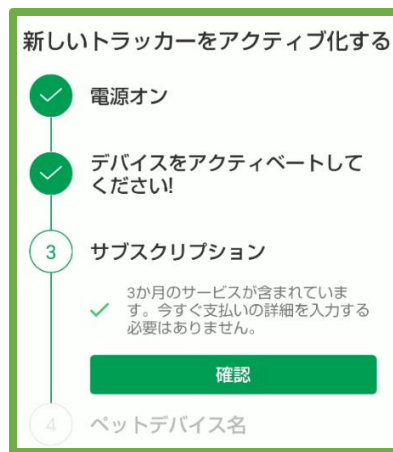 新しいトラッカーをアクティブ化する
電源オン
デバイスをアクティベートして
ください!
3 サブスクリプション
3か月のサービスが含まれていま
す。今すぐ支払いの詳細を入力する
必要はありません。
確認
4 ペットデバイス名